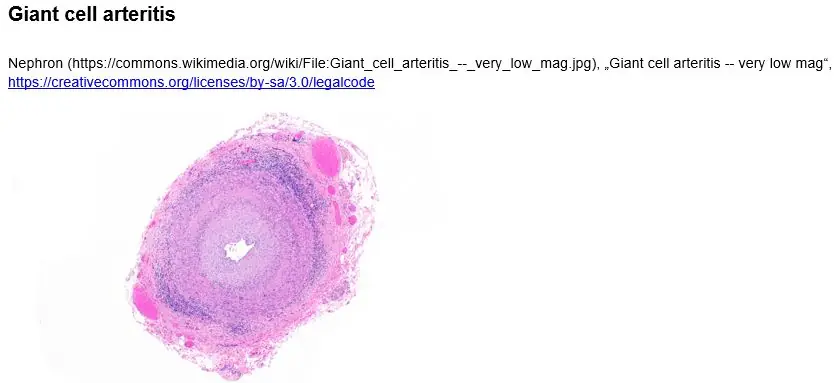 Giant cell arteritis
Nephron (https://commons.wikimedia.org/wiki/File:Giant_cell_arteritis_--_very_low_mag.jpg), „Giant cell arteritis -- very low mag“,
https://creativecommons.org/licenses/by-sa/3.0/legalcode